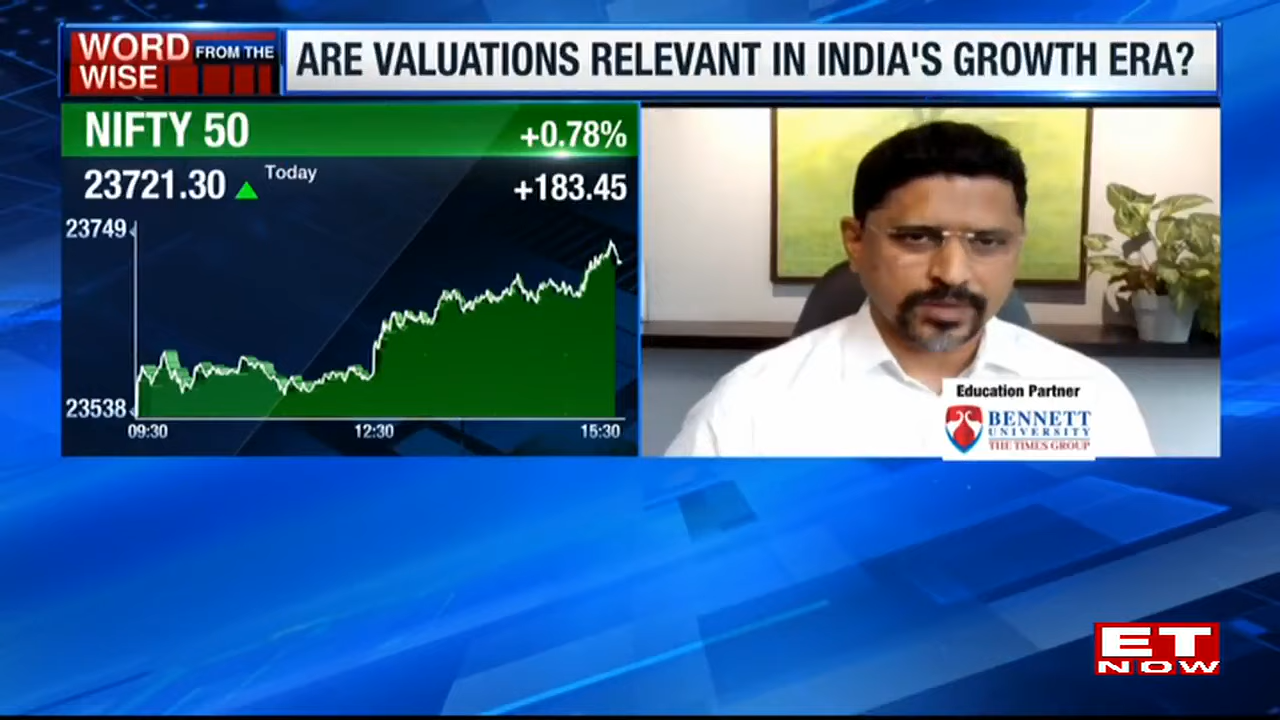 WORD FROM THE
WISE
ARE VALUATIONS RELEVANT IN INDIA'S GROWTH ERA?
NIFTY 50 +0.78%
23721.30 Today +183.45
23749
23538
09:30 12:30 15:30
Education Partner
BENNETT
UNIVERSITY
THE TIMES GROUP
ET
NOW